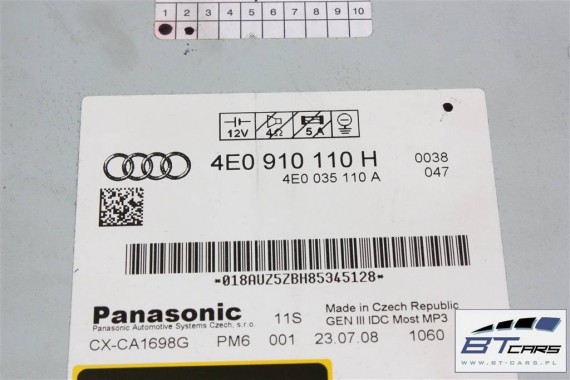 1 2 3 4 5 6 7 8 9 10
12V 4Ω 5A
4E0 910 110 H 0038
4E0 035 110 A 047
*018AUZ5ZBH85345128*
Panasonic 11S Made in Czech Republic
Panasonic Automotive Systems Czech, s.r.o. GEN III IDC Most MP3
CX-CA1698G PM6 001 23.07.08 1060
BT CARS
WWW.BT-CARS.PL